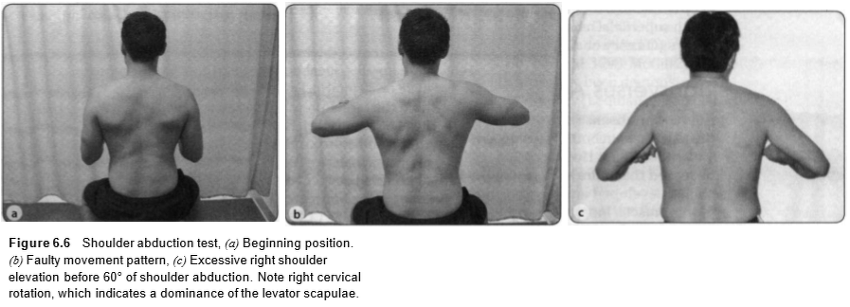 a
b
c
Figure 6.6 Shoulder abduction test, (a) Beginning position.
(b) Faulty movement pattern, (c) Excessive right shoulder
elevation before 60° of shoulder abduction. Note right cervical
rotation, which indicates a dominance of the levator scapulae.